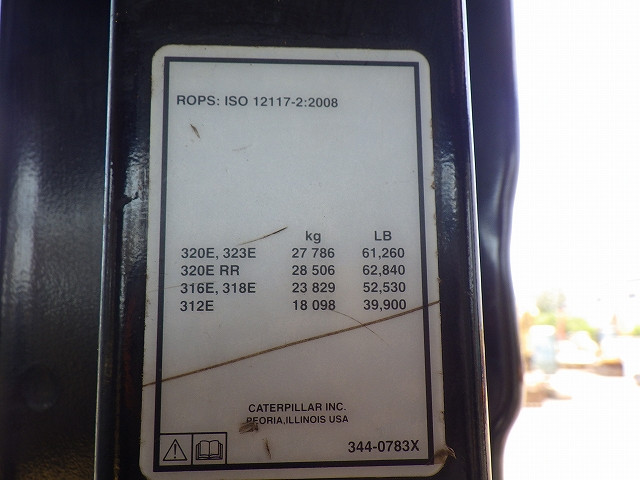 ROPS: ISO 12117-2:2008
kg LB
320E, 323E 27 786 61,260
320E RR 28 506 62,840
316E, 318E 23 829 52,530
312E 18 098 39,900
CATERPILLAR INC.
PEORIA,ILLINOIS USA
344-0783X